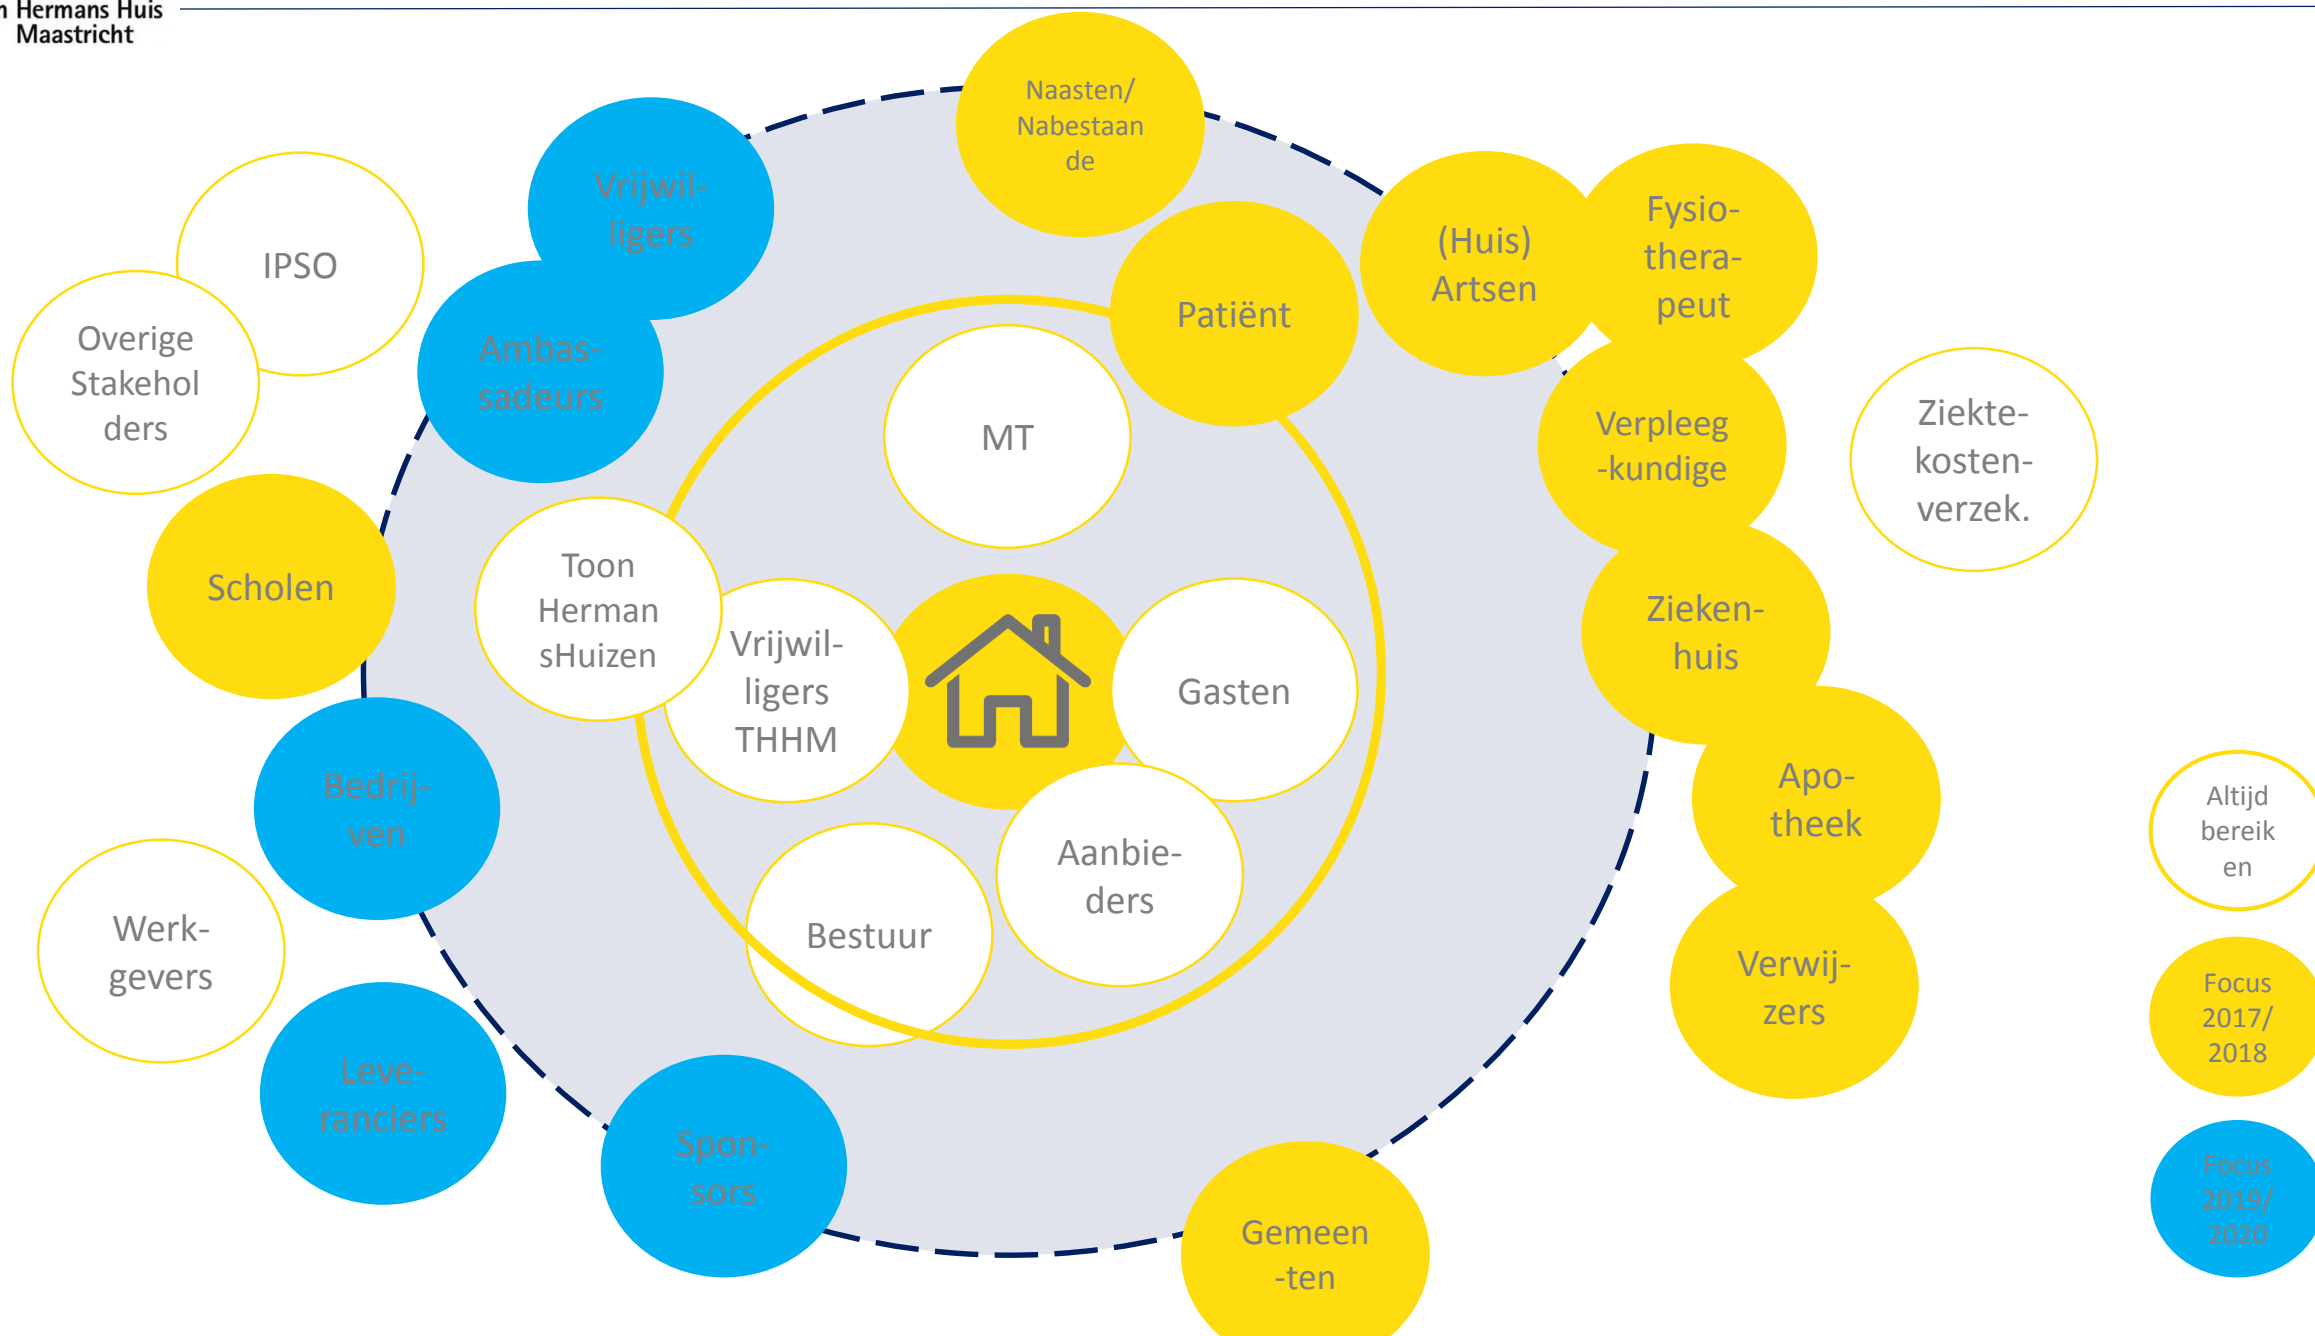 n Hermans Huis
Maastricht
Naasten/
Nabestaan
de
Vrijwil-
ligers
(Huis)
Artsen
Fysio-
thera-
peut
IPSO
Patiënt
Overige
Stakehol
ders
Ambas-
sadeurs
MT
Verpleeg
-kundige
Ziekte-
kosten-
verzek.
Scholen
Toon
Herman
sHuizen
Vrijwil-
ligers
THHM
Gasten
Zieken-
huis
Bedrij-
ven
Aanbie-
ders
Apo-
theek
Altijd
bereik
en
Werk-
gevers
Bestuur
Verwij-
zers
Focus
2017/
2018
Leve-
ranciers
Spon-
sors
Gemeen
-ten
Focus
2019/
2020